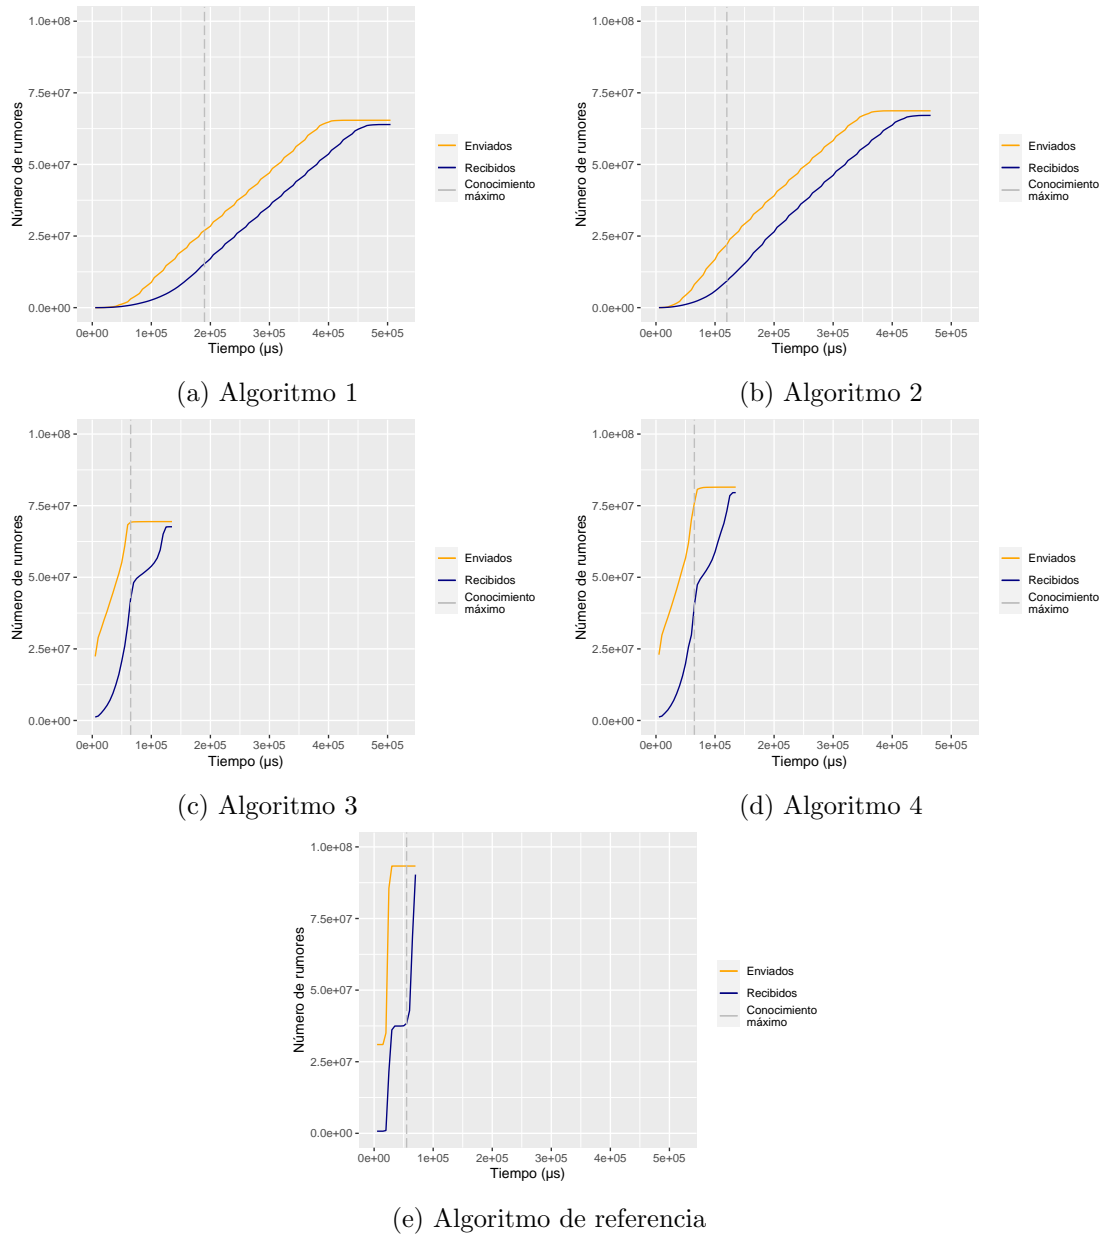 Número de rumores
1.0e+08
7.5e+07
5.0e+07
2.5e+07
0.0e+00
0e+00 1e+05 2e+05 3e+05 4e+05 5e+05
Tiempo (µs)
Enviados
Recibidos
Conocimiento
máximo
(a) Algoritmo 1
Número de rumores
1.0e+08
7.5e+07
5.0e+07
2.5e+07
0.0e+00
0e+00 1e+05 2e+05 3e+05 4e+05 5e+05
Tiempo (µs)
Enviados
Recibidos
Conocimiento
máximo
(b) Algoritmo 2
Número de rumores
1.0e+08
7.5e+07
5.0e+07
2.5e+07
0.0e+00
0e+00 1e+05 2e+05 3e+05 4e+05 5e+05
Tiempo (µs)
Enviados
Recibidos
Conocimiento
máximo
(c) Algoritmo 3
Número de rumores
1.0e+08
7.5e+07
5.0e+07
2.5e+07
0.0e+00
0e+00 1e+05 2e+05 3e+05 4e+05 5e+05
Tiempo (µs)
Enviados
Recibidos
Conocimiento
máximo
(d) Algoritmo 4
Número de rumores
1.0e+08
7.5e+07
5.0e+07
2.5e+07
0.0e+00
0e+00 1e+05 2e+05 3e+05 4e+05 5e+05
Tiempo (µs)
Enviados
Recibidos
Conocimiento
máximo
(e) Algoritmo de referencia